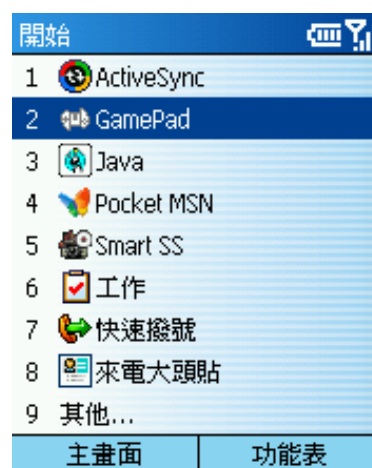 開始
1 ActiveSync
2 GamePad
3 Java
4 Pocket MSN
5 Smart SS
6 工作
7 快速撥號
8 來電大頭貼
9 其他...
主畫面 功能表